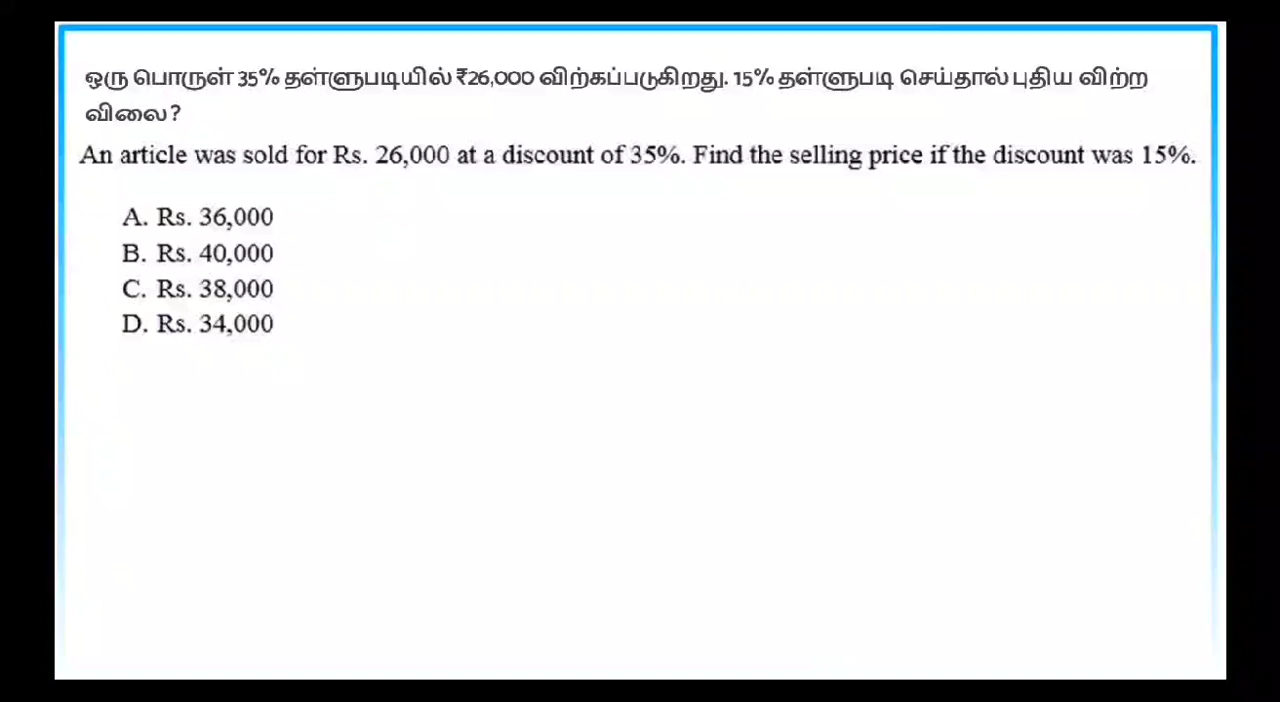 ஒரு பொருள் 35% தள்ளுபடியில் ₹26,000 விற்கப்படுகிறது. 15% தள்ளுபடி செய்தால் புதிய விற்ற
விலை?
An article was sold for Rs. 26,000 at a discount of 35%. Find the selling price if the discount was 15%.
A. Rs. 36,000
B. Rs. 40,000
C. Rs. 38,000
D. Rs. 34,000